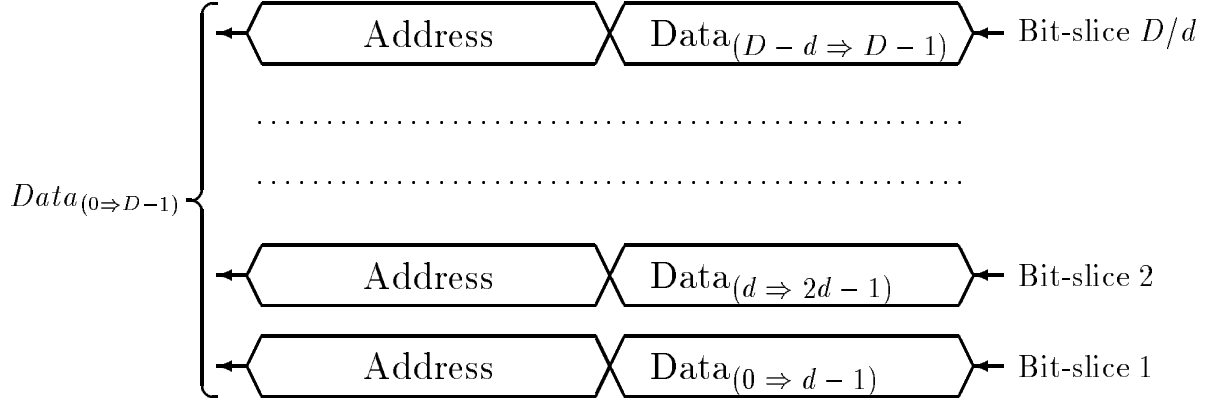 Address Data(D − d ⇒ D − 1) Bit-slice D/d
Data(0⇒D−1)
Address Data(d ⇒ 2d − 1) Bit-slice 2
Address Data(0 ⇒ d − 1) Bit-slice 1